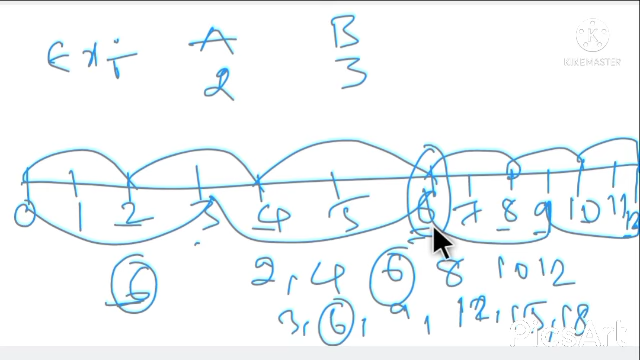 Ex:- A B
KINEMASTER
2 3
0 1 2 3 4 5 6 7 8 9 10 11 12
6 2, 4 6 8 10 12
3, 6, 9, 12, 15, 18
PicsArt